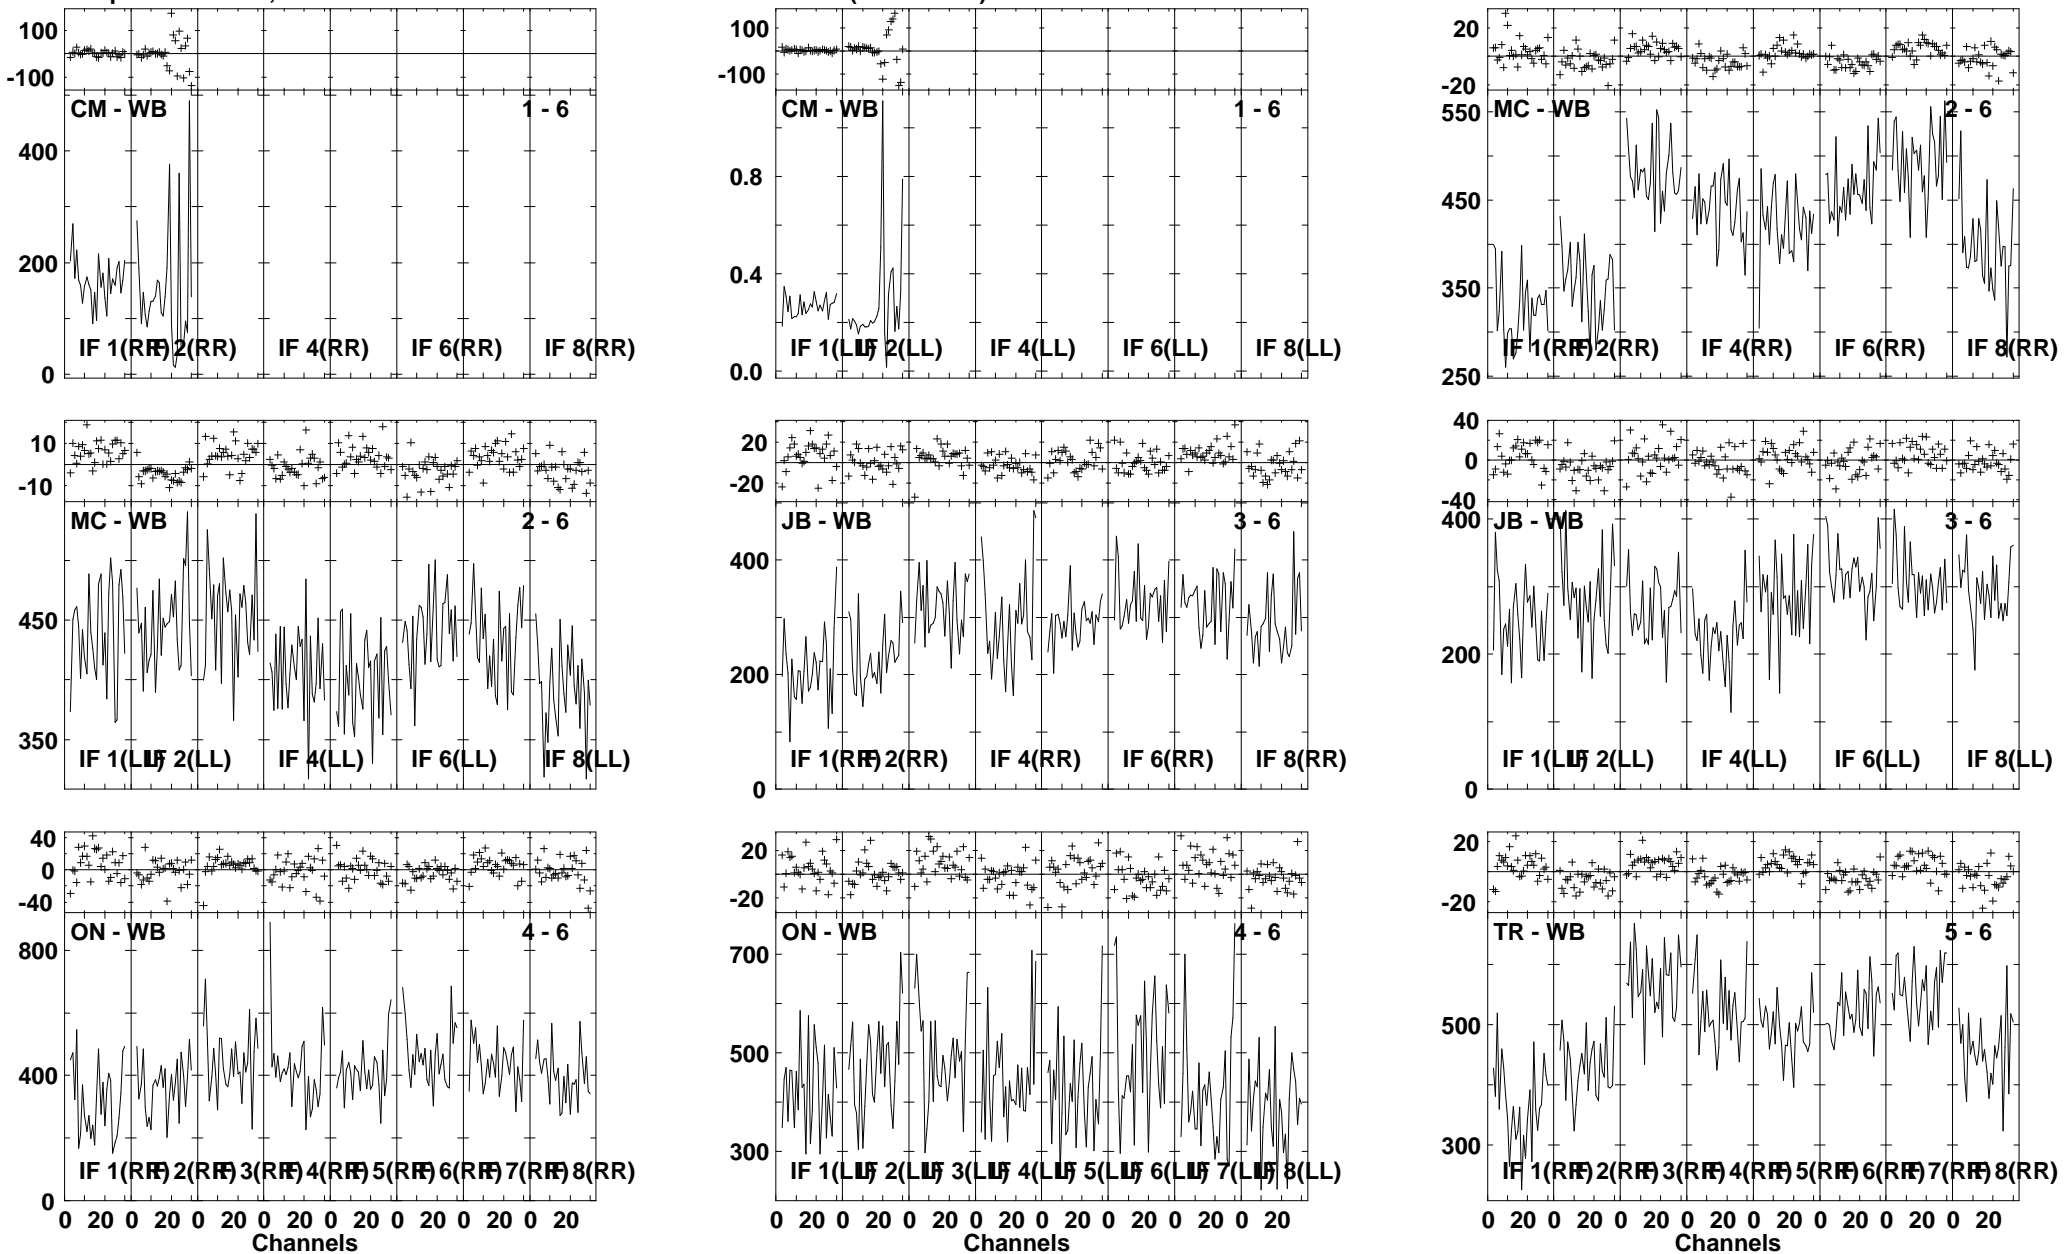 100
-100
CM - WB 1 - 6
400
200
0
IF 1(RR) IF 2(RR) IF 4(RR) IF 6(RR) IF 8(RR)
100
-100
CM - WB 1 - 6
0.8
0.4
0.0
IF 1(LL) IF 2(LL) IF 4(LL) IF 6(LL) IF 8(LL)
20
-20
MC - WB 2 - 6
550
450
350
250
IF 1(RR) IF 2(RR) IF 4(RR) IF 6(RR) IF 8(RR)
10
-10
MC - WB 2 - 6
450
350
IF 1(LL) IF 2(LL) IF 4(LL) IF 6(LL) IF 8(LL)
20
-20
JB - WB 3 - 6
400
200
0
IF 1(RR) IF 2(RR) IF 4(RR) IF 6(RR) IF 8(RR)
40
0
-40
JB - WB 3 - 6
400
200
0
IF 1(LL) IF 2(LL) IF 4(LL) IF 6(LL) IF 8(LL)
40
0
-40
ON - WB 4 - 6
800
400
0
IF 1(RR) IF 2(RR) IF 3(RR) IF 4(RR) IF 5(RR) IF 6(RR) IF 7(RR) IF 8(RR)
0 20 0 20 0 20 0 20 0 20 0 20 0 20 0 20
Channels
20
-20
ON - WB 4 - 6
700
500
300
IF 1(LL) IF 2(LL) IF 3(LL) IF 4(LL) IF 5(LL) IF 6(LL) IF 7(LL) IF 8(LL)
0 20 0 20 0 20 0 20 0 20 0 20 0 20 0 20
Channels
20
-20
TR - WB 5 - 6
500
300
IF 1(RR) IF 2(RR) IF 3(RR) IF 4(RR) IF 5(RR) IF 6(RR) IF 7(RR) IF 8(RR)
0 20 0 20 0 20 0 20 0 20 0 20 0 20 0 20
Channels